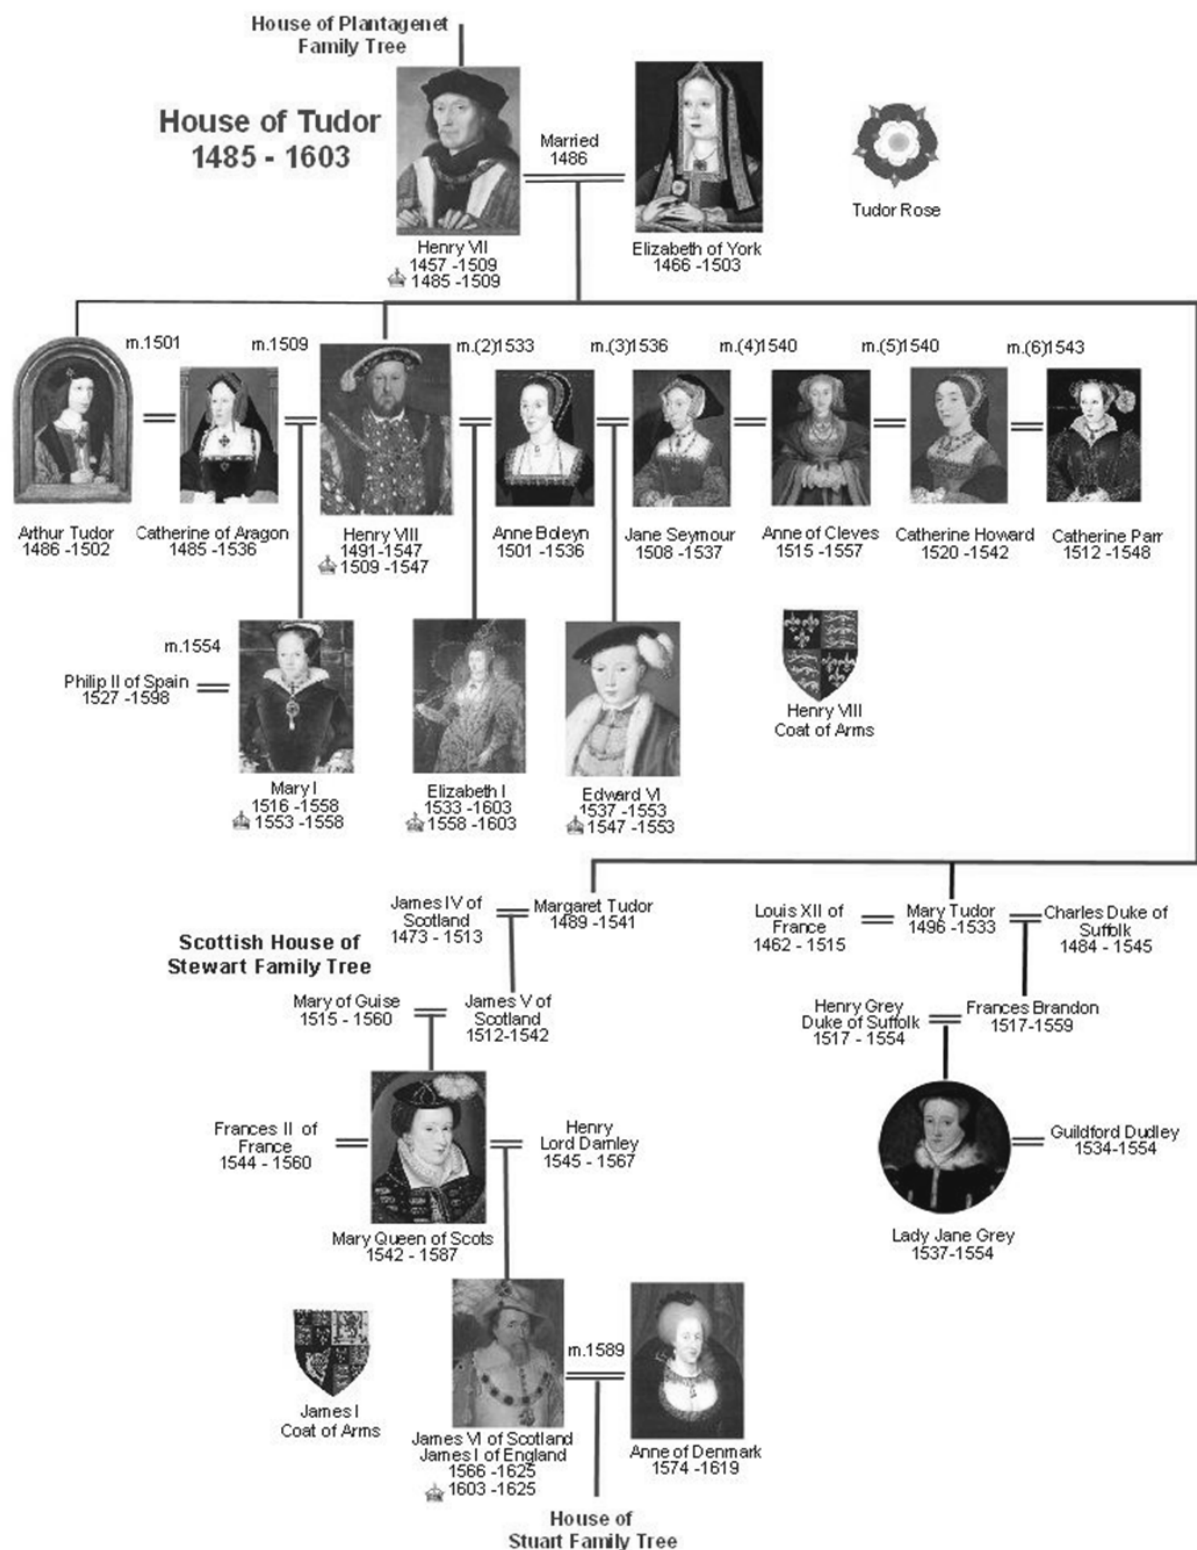 House of Plantagenet
Family Tree
House of Tudor
1485 - 1603
Married
1486
Tudor Rose
Henry VII
1457 -1509
1485 -1509
Elizabeth of York
1466 -1503
m.1501
m.1509
m.(2)1533
m.(3)1536
m.(4)1540
m.(5)1540
m.(6)1543
Arthur Tudor
1486 -1502
Catherine of Aragon
1485 -1536
Henry VIII
1491-1547
1509 -1547
Anne Boleyn
1501 -1536
Jane Seymour
1508 -1537
Anne of Cleves
1515 -1557
Catherine Howard
1520 -1542
Catherine Parr
1512 -1548
m.1554
Philip II of Spain
1527 -1598
Henry VIII
Coat of Arms
Mary I
1516 -1558
1553 -1558
Elizabeth I
1533 -1603
1558 -1603
Edward VI
1537 -1553
1547 -1553
James IV of
Scotland
1473 - 1513
Margaret Tudor
1489 -1541
Louis XII of
France
1462 - 1515
Mary Tudor
1496 -1533
Charles Duke of
Suffolk
1484 - 1545
Scottish House of
Stewart Family Tree
Mary of Guise
1515 - 1560
James V of
Scotland
1512-1542
Henry Grey
Duke of Suffolk
1517 - 1554
Frances Brandon
1517-1559
Frances II of
France
1544 - 1560
Henry
Lord Darnley
1545 - 1567
Guildford Dudley
1534-1554
Mary Queen of Scots
1542 - 1587
Lady Jane Grey
1537-1554
m.1589
James I
Coat of Arms
James VI of Scotland
James I of England
1566 -1625
1603 -1625
Anne of Denmark
1574 -1619
House of
Stuart Family Tree